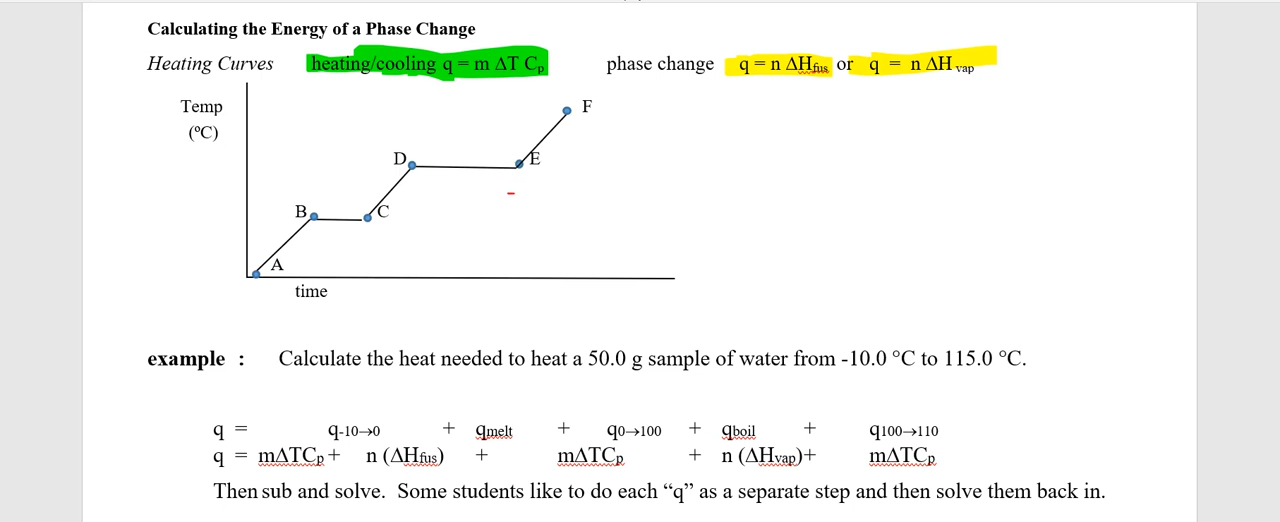 Calculating the Energy of a Phase Change
Heating Curves heating/cooling q = m ΔT Cp phase change q = n ΔHfus or q = n ΔH vap
Temp
(ºC)
F
D
E
B
C
A
time
example : Calculate the heat needed to heat a 50.0 g sample of water from -10.0 °C to 115.0 °C.
q = q-10→0 + qmelt + q0→100 + qboil + q100→110
q = mΔTCp + n (ΔHfus) + mΔTCp + n (ΔHvap)+ mΔTCp
Then sub and solve. Some students like to do each “q” as a separate step and then solve them back in.